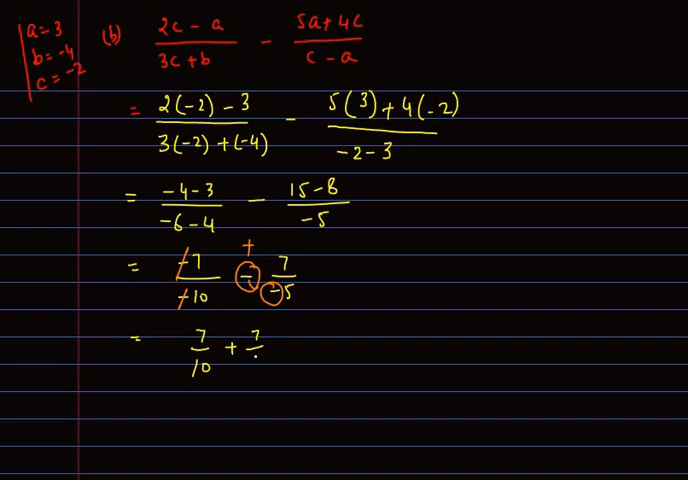 a = 3
b = -4
c = -2
(b) (2c - a)/(3c + b) - (5a + 4c)/(c - a)
= (2(-2) - 3)/(3(-2) + (-4)) - (5(3) + 4(-2))/(-2 - 3)
= (-4 - 3)/(-6 - 4) - (15 - 8)/(-5)
+
= (-7)/(-10) - 7/(-5)
= 7/10 + 7/